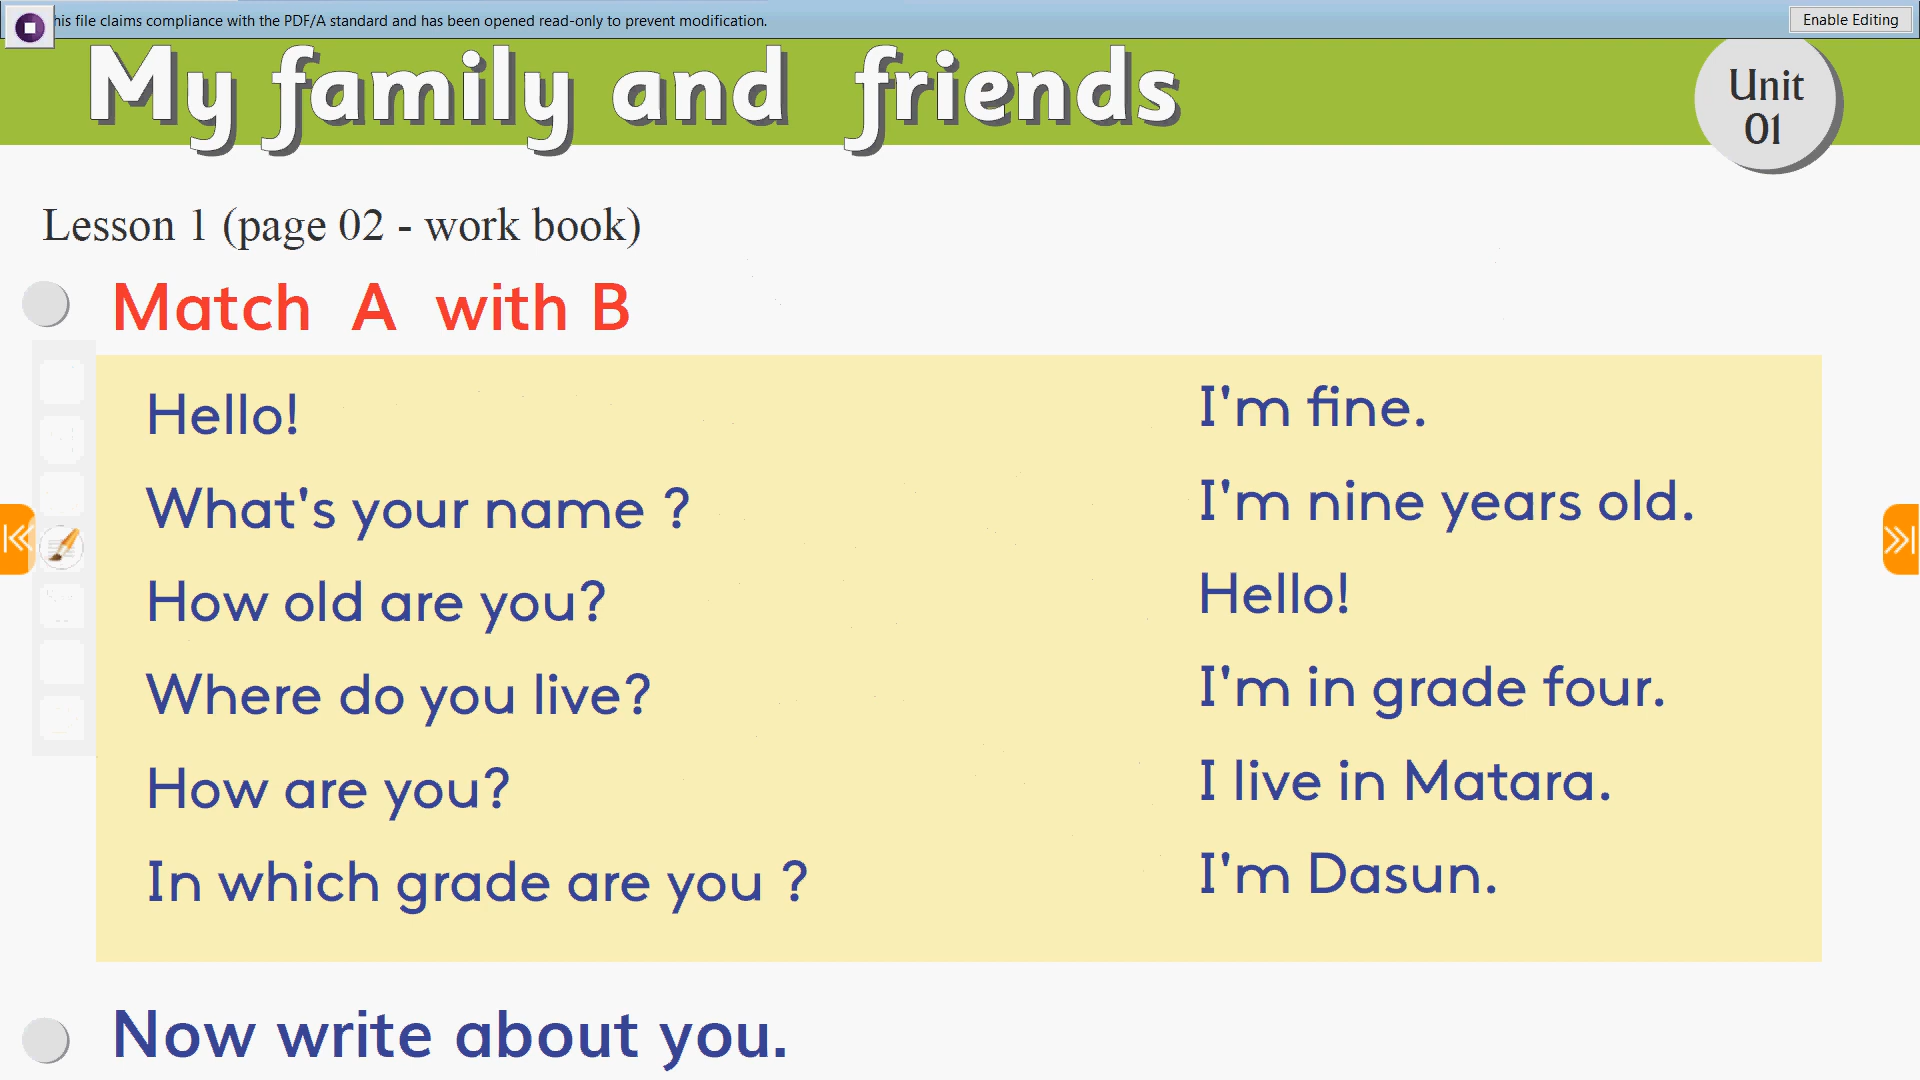 his file claims compliance with the PDF/A standard and has been opened read-only to prevent modification.
Enable Editing
My family and friends
Unit
01
Lesson 1 (page 02 - work book)
Match A with B
Hello!
What's your name ?
How old are you?
Where do you live?
How are you?
In which grade are you ?
I'm fine.
I'm nine years old.
Hello!
I'm in grade four.
I live in Matara.
I'm Dasun.
Now write about you.